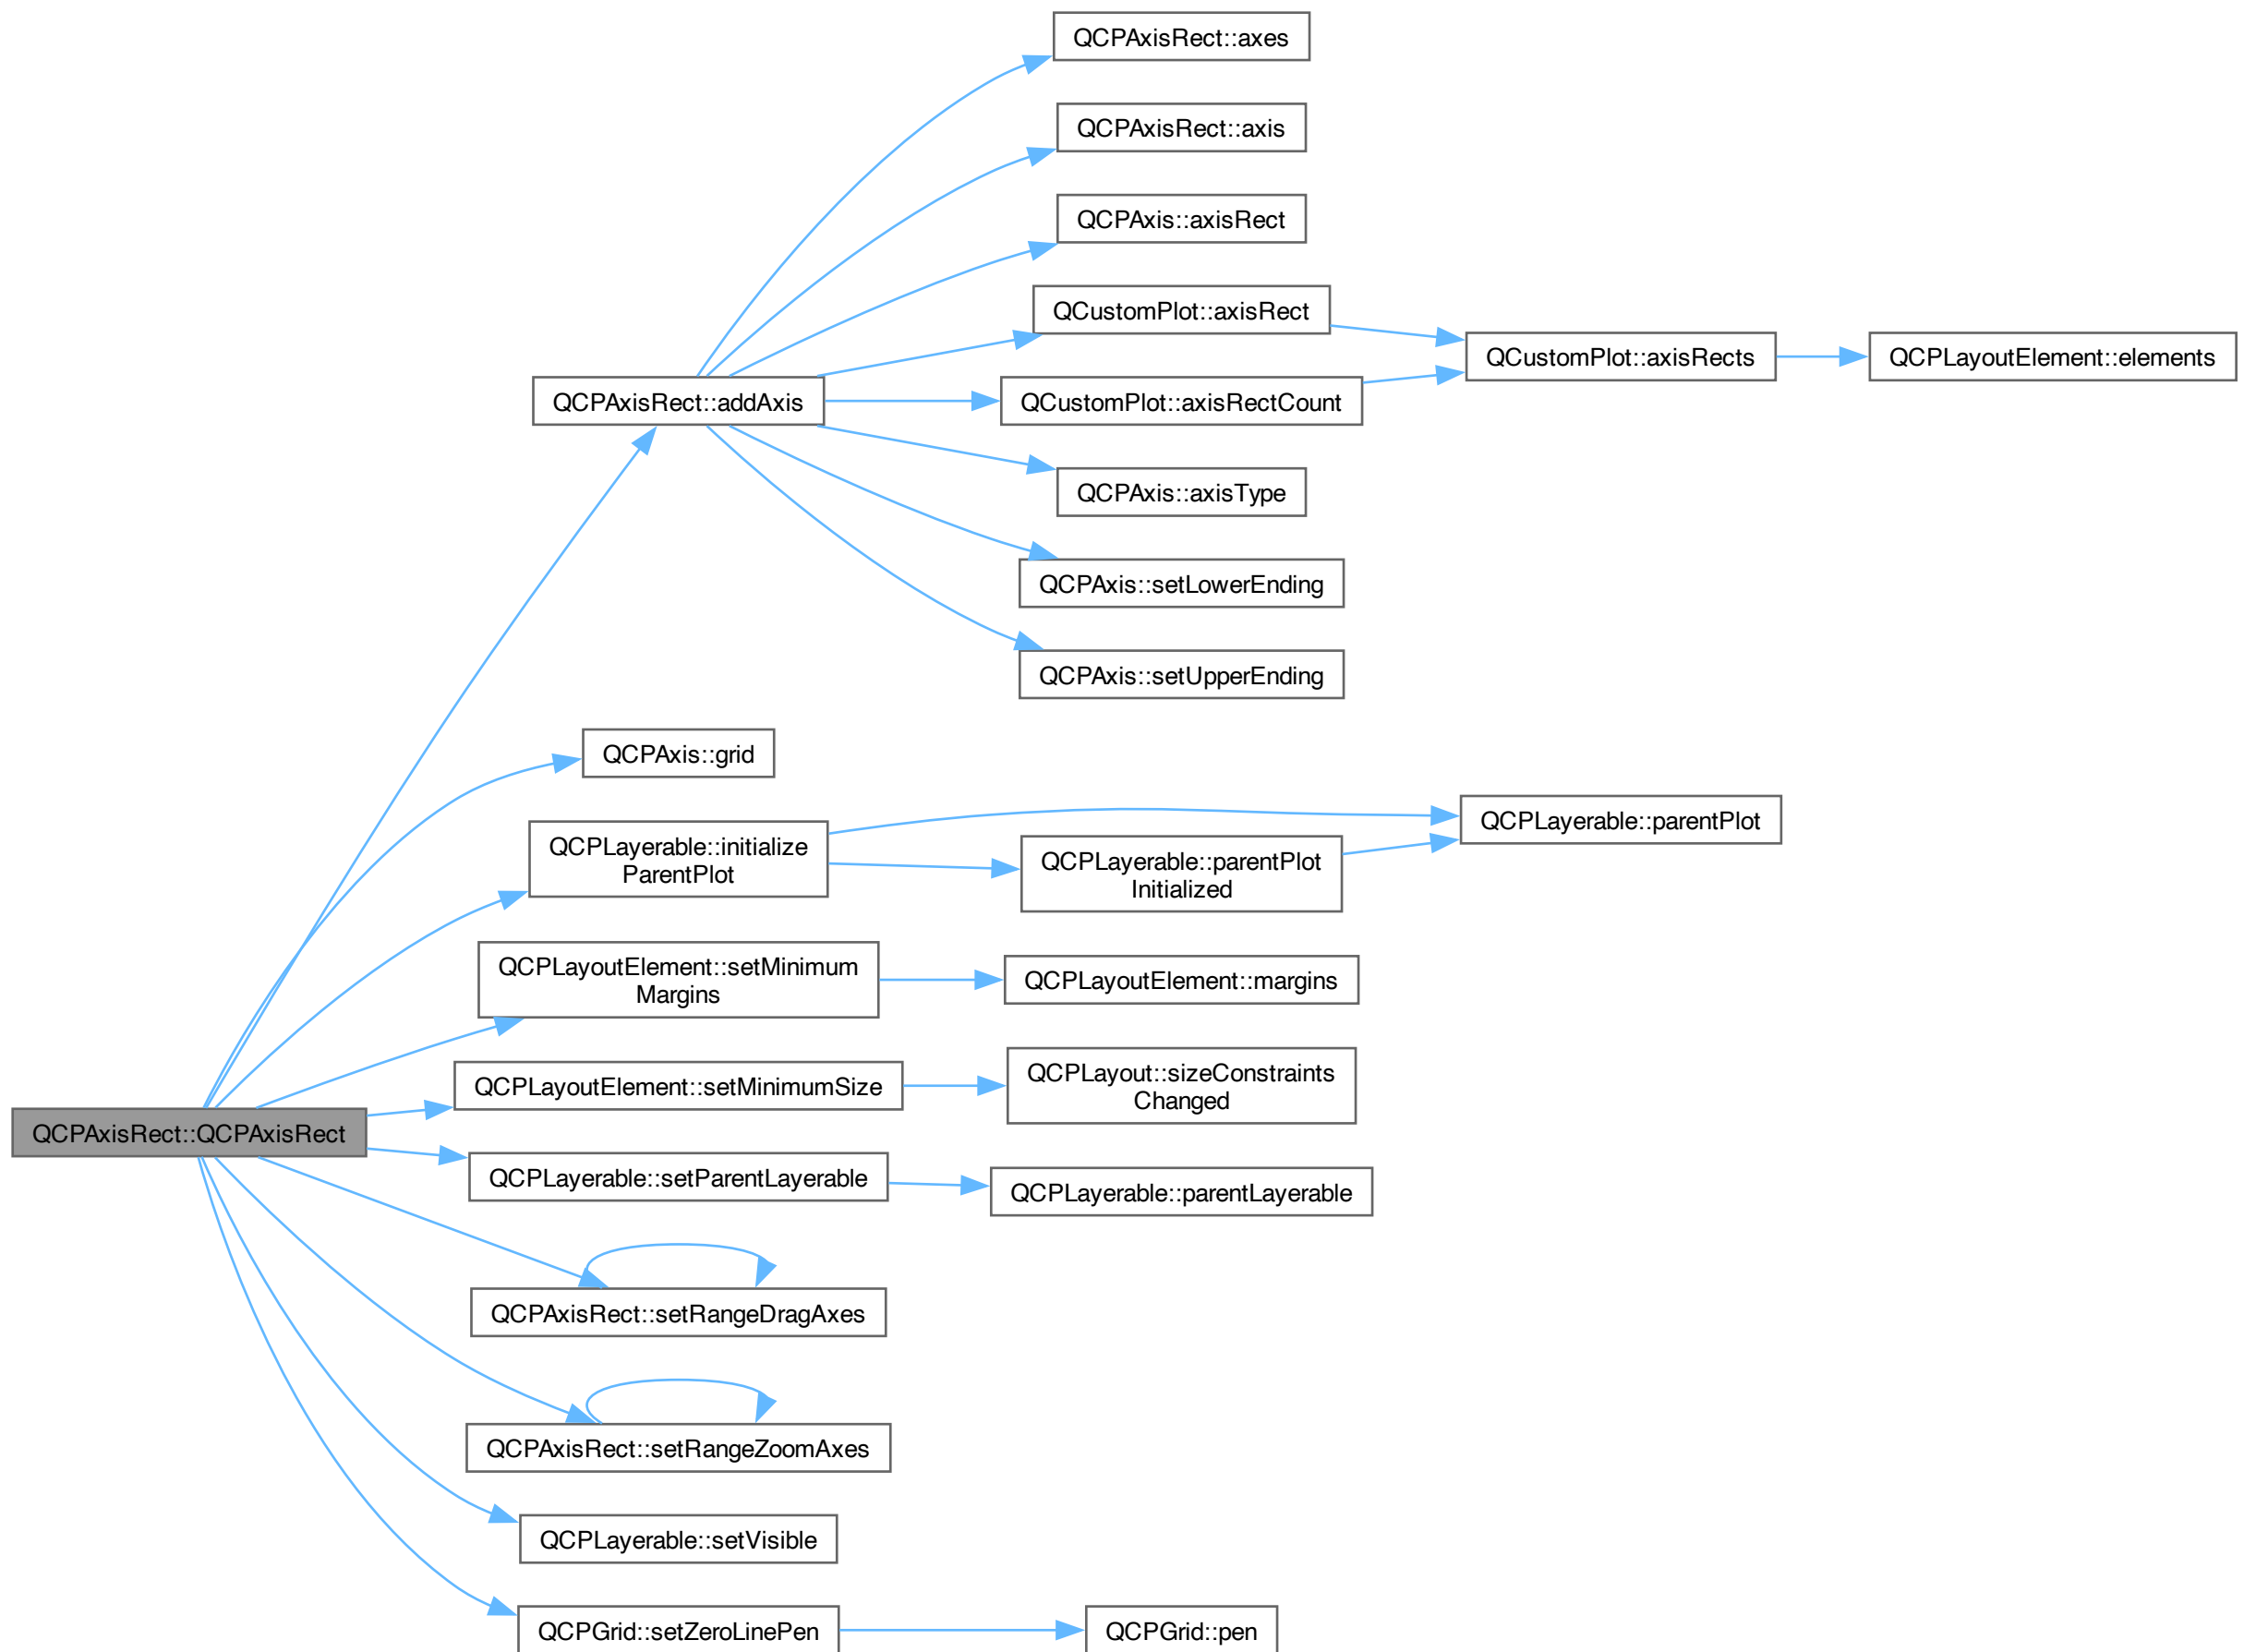 QCPAxisRect::axes
QCPAxisRect::axis
QCPAxis::axisRect
QCustomPlot::axisRect
QCustomPlot::axisRects
QCPLayoutElement::elements
QCPAxisRect::addAxis
QCustomPlot::axisRectCount
QCPAxis::axisType
QCPAxis::setLowerEnding
QCPAxis::setUpperEnding
QCPAxis::grid
QCPLayerable::initialize
ParentPlot
QCPLayerable::parentPlot
QCPLayerable::parentPlot
Initialized
QCPLayoutElement::setMinimum
Margins
QCPLayoutElement::margins
QCPLayoutElement::setMinimumSize
QCPLayout::sizeConstraints
Changed
QCPAxisRect::QCPAxisRect
QCPLayerable::setParentLayerable
QCPLayerable::parentLayerable
QCPAxisRect::setRangeDragAxes
QCPAxisRect::setRangeZoomAxes
QCPLayerable::setVisible
QCPGrid::setZeroLinePen
QCPGrid::pen